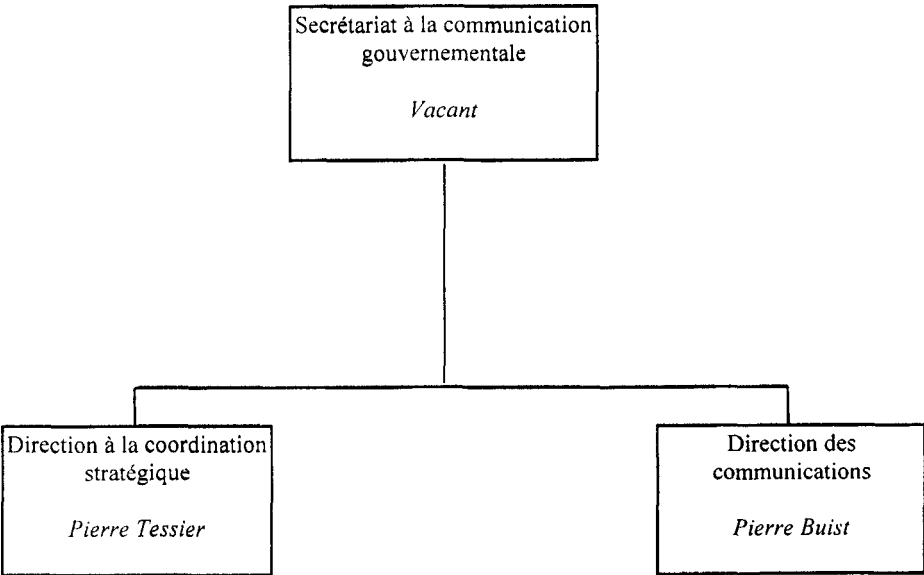 Secrétariat à la communication
gouvernementale
Vacant
Direction à la coordination
stratégique
Pierre Tessier
Direction des
communications
Pierre Buist